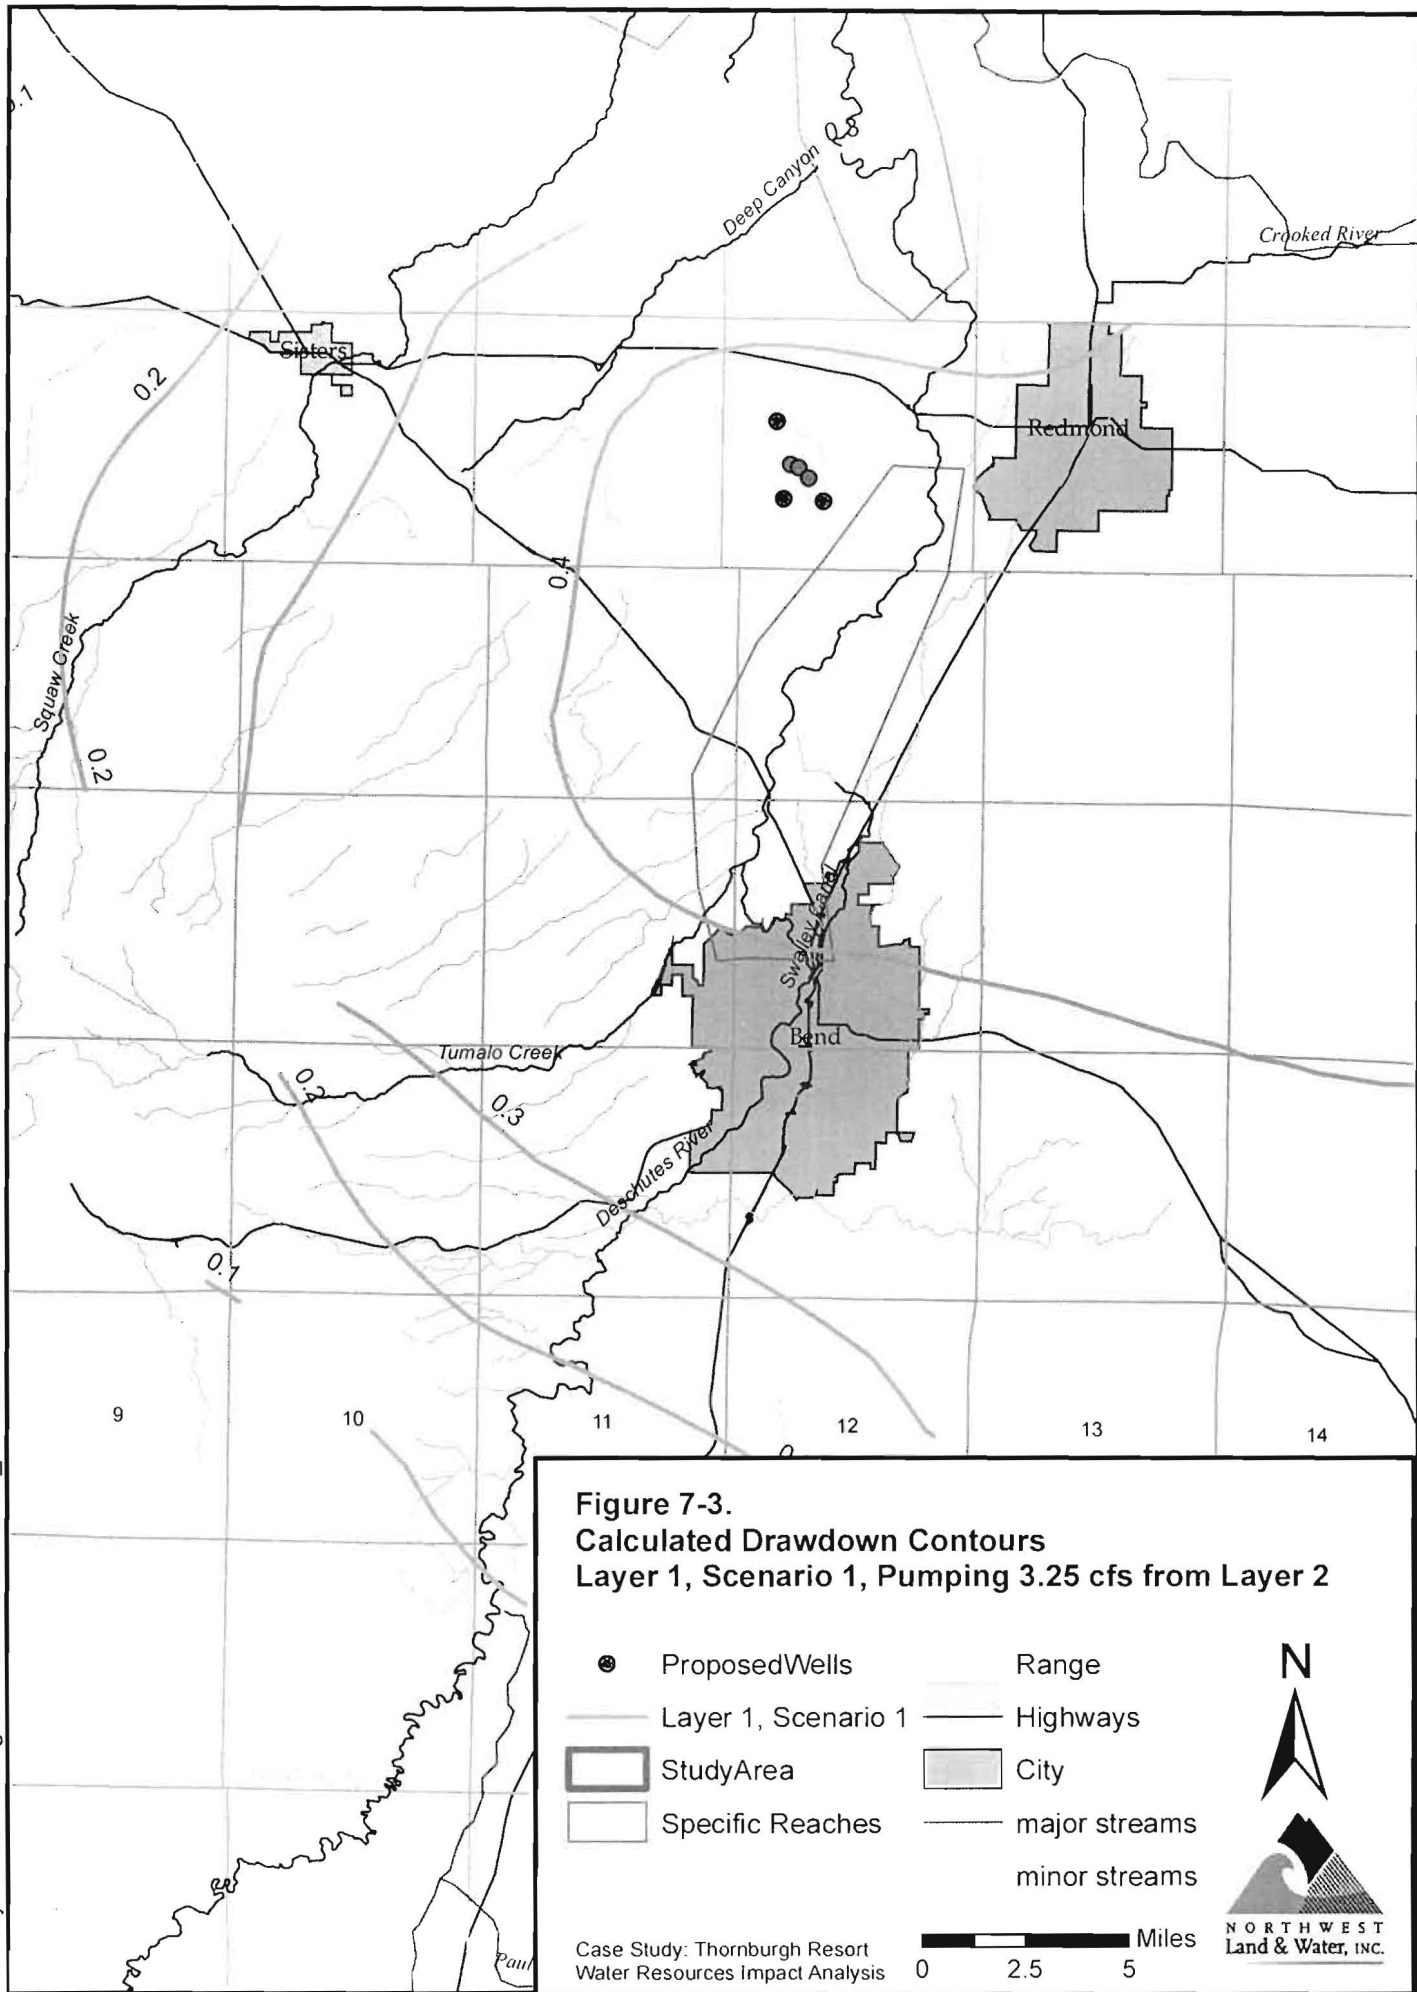 0.1
Deep Canyon
Crooked River
Sisters
0.2
Redmond
0.4
Squaw Creek
0.2
Swalley Canal
Bend
Tumalo Creek
0.2
0.3
Deschutes River
0.1
9
10
11
12
13
14
Figure 7-3.
Calculated Drawdown Contours
Layer 1, Scenario 1, Pumping 3.25 cfs from Layer 2
ProposedWells
Layer 1, Scenario 1
StudyArea
Specific Reaches
Range
Highways
City
major streams
minor streams
N
Case Study: Thornburgh Resort
Water Resources Impact Analysis
Miles
0 2.5 5
NORTHWEST
Land & Water, INC.
Paul